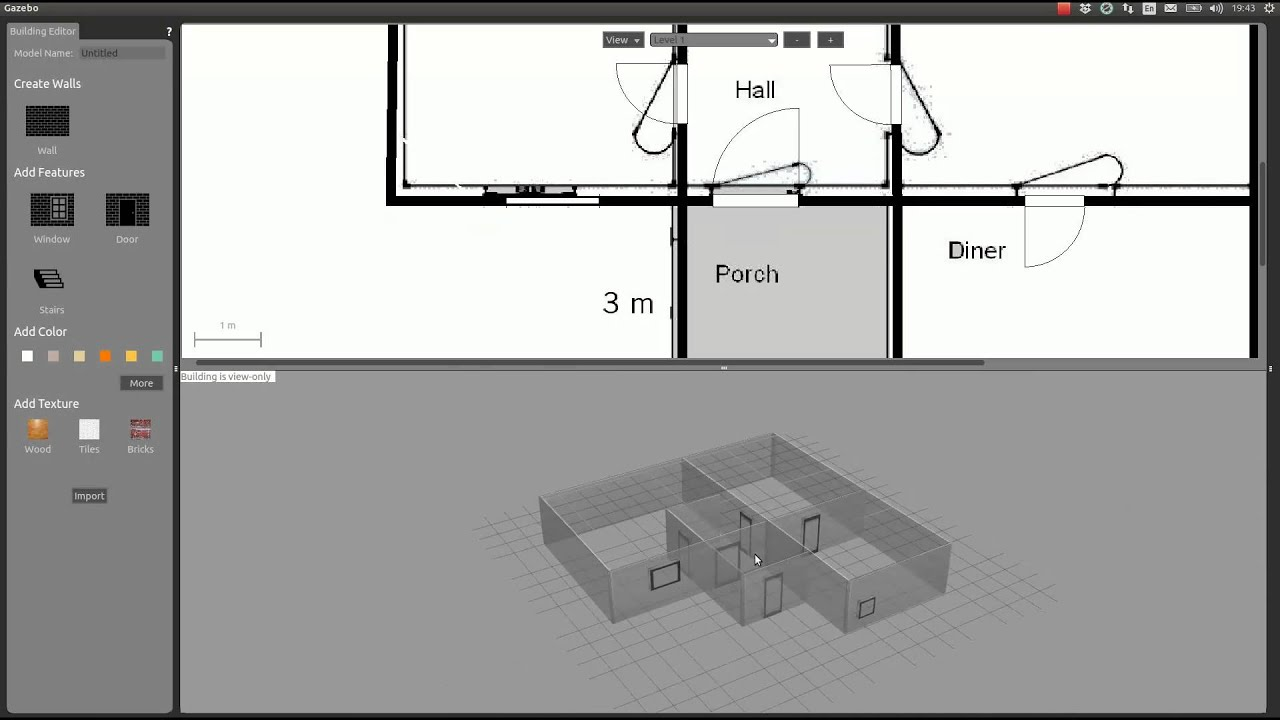 Gazebo
En
19:43
Building Editor
?
Model Name: Untitled
Create Walls
Wall
Add Features
Window
Door
Stairs
Add Color
More
Add Texture
Wood
Tiles
Bricks
Import
View
Level 1
-
+
Hall
Porch
Diner
3 m
1 m
Building is view-only